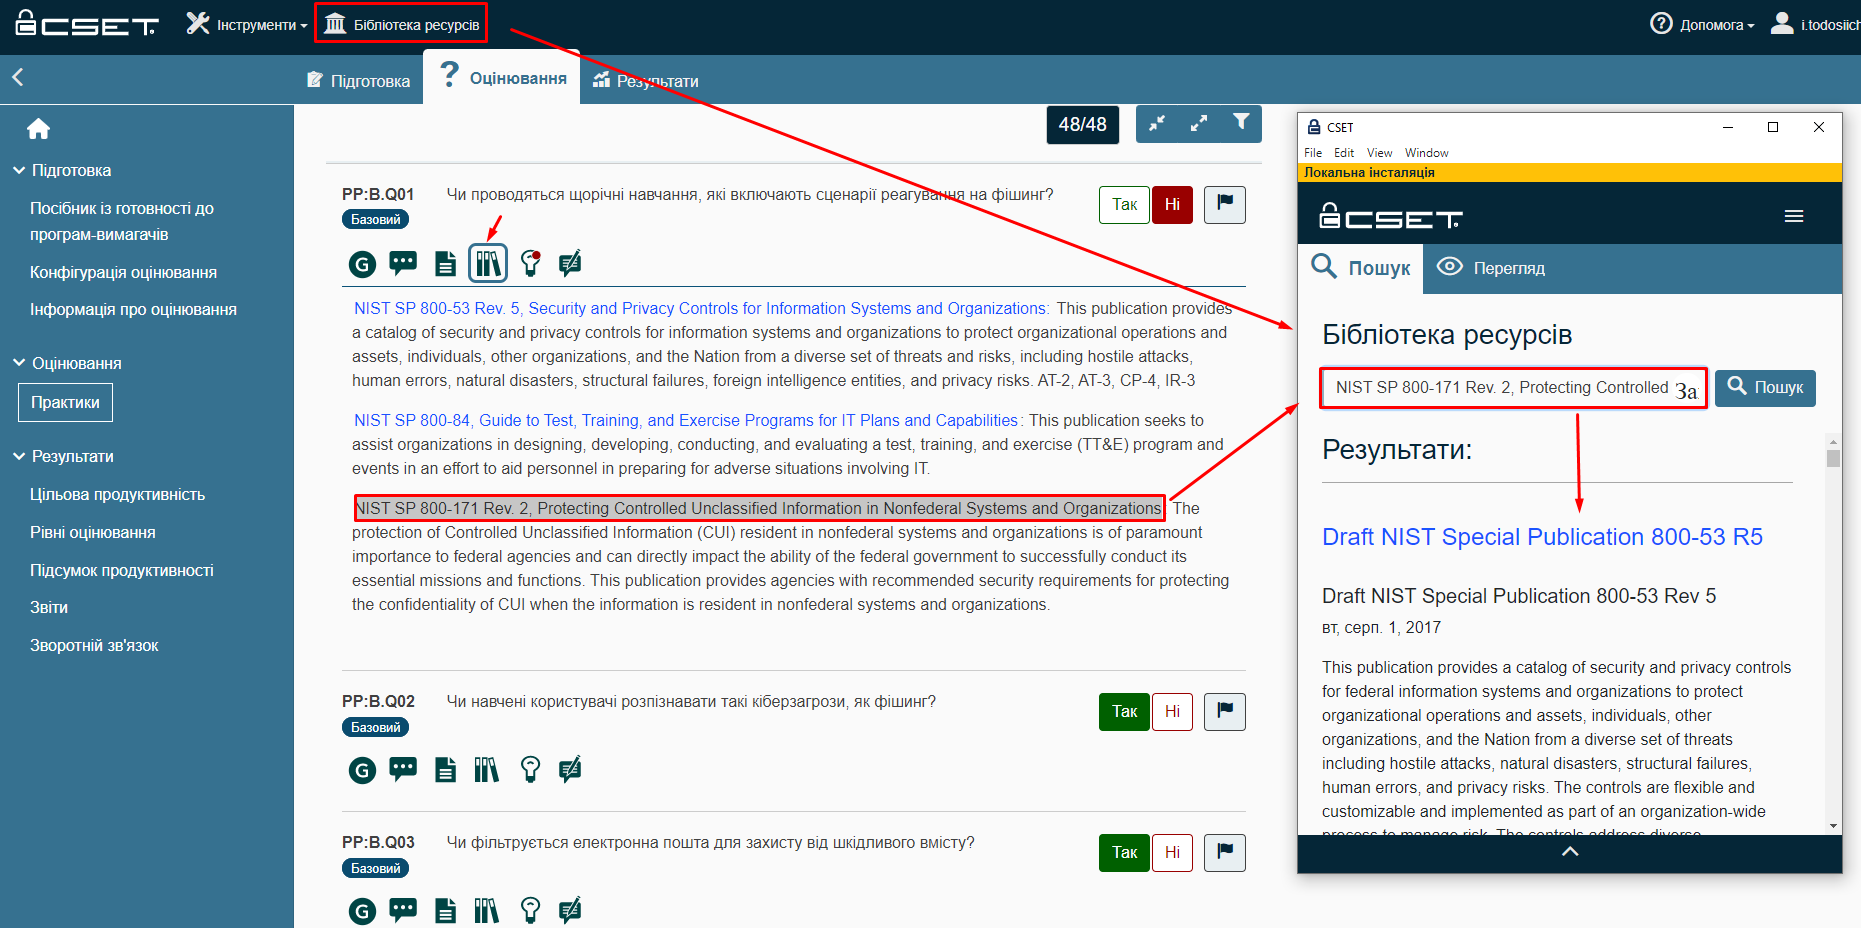 CSET
Інструменти
Бібліотека ресурсів
Допомога
i.todosiich
Підготовка
Оцінювання
Результати
Підготовка
Посібник із готовності до
програм-вимагачів
Конфігурація оцінювання
Інформація про оцінювання
Оцінювання
Практики
Результати
Цільова продуктивність
Рівні оцінювання
Підсумок продуктивності
Звіти
Зворотній зв'язок
48/48
PP:B.Q01
Чи проводяться щорічні навчання, які включають сценарії реагування на фішинг?
Так
Ні
Базовий
G
NIST SP 800-53 Rev. 5, Security and Privacy Controls for Information Systems and Organizations: This publication provides
a catalog of security and privacy controls for information systems and organizations to protect organizational operations and
assets, individuals, other organizations, and the Nation from a diverse set of threats and risks, including hostile attacks,
human errors, natural disasters, structural failures, foreign intelligence entities, and privacy risks. AT-2, AT-3, CP-4, IR-3
NIST SP 800-84, Guide to Test, Training, and Exercise Programs for IT Plans and Capabilities: This publication seeks to
assist organizations in designing, developing, conducting, and evaluating a test, training, and exercise (TT&E) program and
events in an effort to aid personnel in preparing for adverse situations involving IT.
NIST SP 800-171 Rev. 2, Protecting Controlled Unclassified Information in Nonfederal Systems and Organizations The
protection of Controlled Unclassified Information (CUI) resident in nonfederal systems and organizations is of paramount
importance to federal agencies and can directly impact the ability of the federal government to successfully conduct its
essential missions and functions. This publication provides agencies with recommended security requirements for protecting
the confidentiality of CUI when the information is resident in nonfederal systems and organizations.
PP:B.Q02
Чи навчені користувачі розпізнавати такі кіберзагрози, як фішинг?
Так
Ні
Базовий
G
PP:B.Q03
Чи фільтрується електронна пошта для захисту від шкідливого вмісту?
Так
Ні
Базовий
G
CSET
File Edit View Window
Локальна інсталяція
CSET
Пошук
Перегляд
Бібліотека ресурсів
NIST SP 800-171 Rev. 2, Protecting Controlled За
Пошук
Результати:
Draft NIST Special Publication 800-53 R5
Draft NIST Special Publication 800-53 Rev 5
вт, серп. 1, 2017
This publication provides a catalog of security and privacy controls
for federal information systems and organizations to protect
organizational operations and assets, individuals, other
organizations, and the Nation from a diverse set of threats
including hostile attacks, natural disasters, structural failures,
human errors, and privacy risks. The controls are flexible and
customizable and implemented as part of an organization-wide
process to manage risk. The controls address diverse